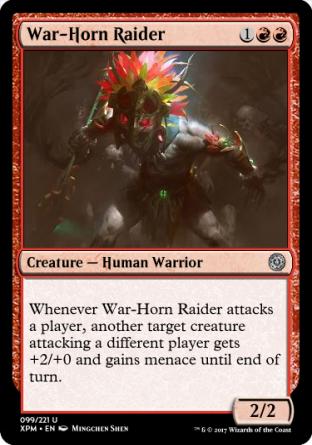 War-Horn Raider 1
Creature — Human Warrior
Whenever War-Horn Raider attacks
a player, another target creature
attacking a different player gets
+2/+0 and gains menace until end of
turn.
2/2
099/221 U
XPM • EN Mingchen Shen
™ & © 2017 Wizards of the Coast